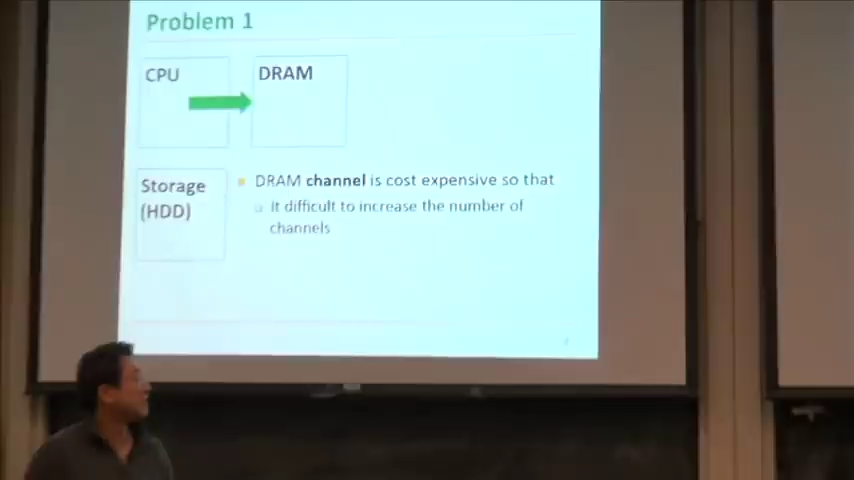 Problem 1
CPU
DRAM
Storage
(HDD)
DRAM channel is cost expensive so that
It difficult to increase the number of
channels